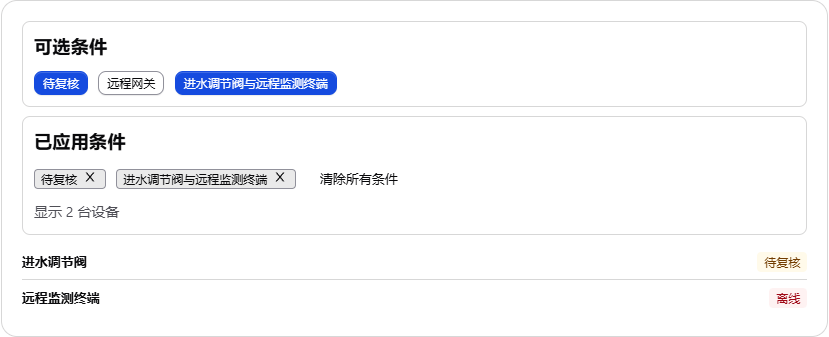 可选条件
待复核 远程网关 进水调节阀与远程监测终端
已应用条件
待复核 X 进水调节阀与远程监测终端 X 清除所有条件
显示 2 台设备
进水调节阀 待复核
远程监测终端 离线